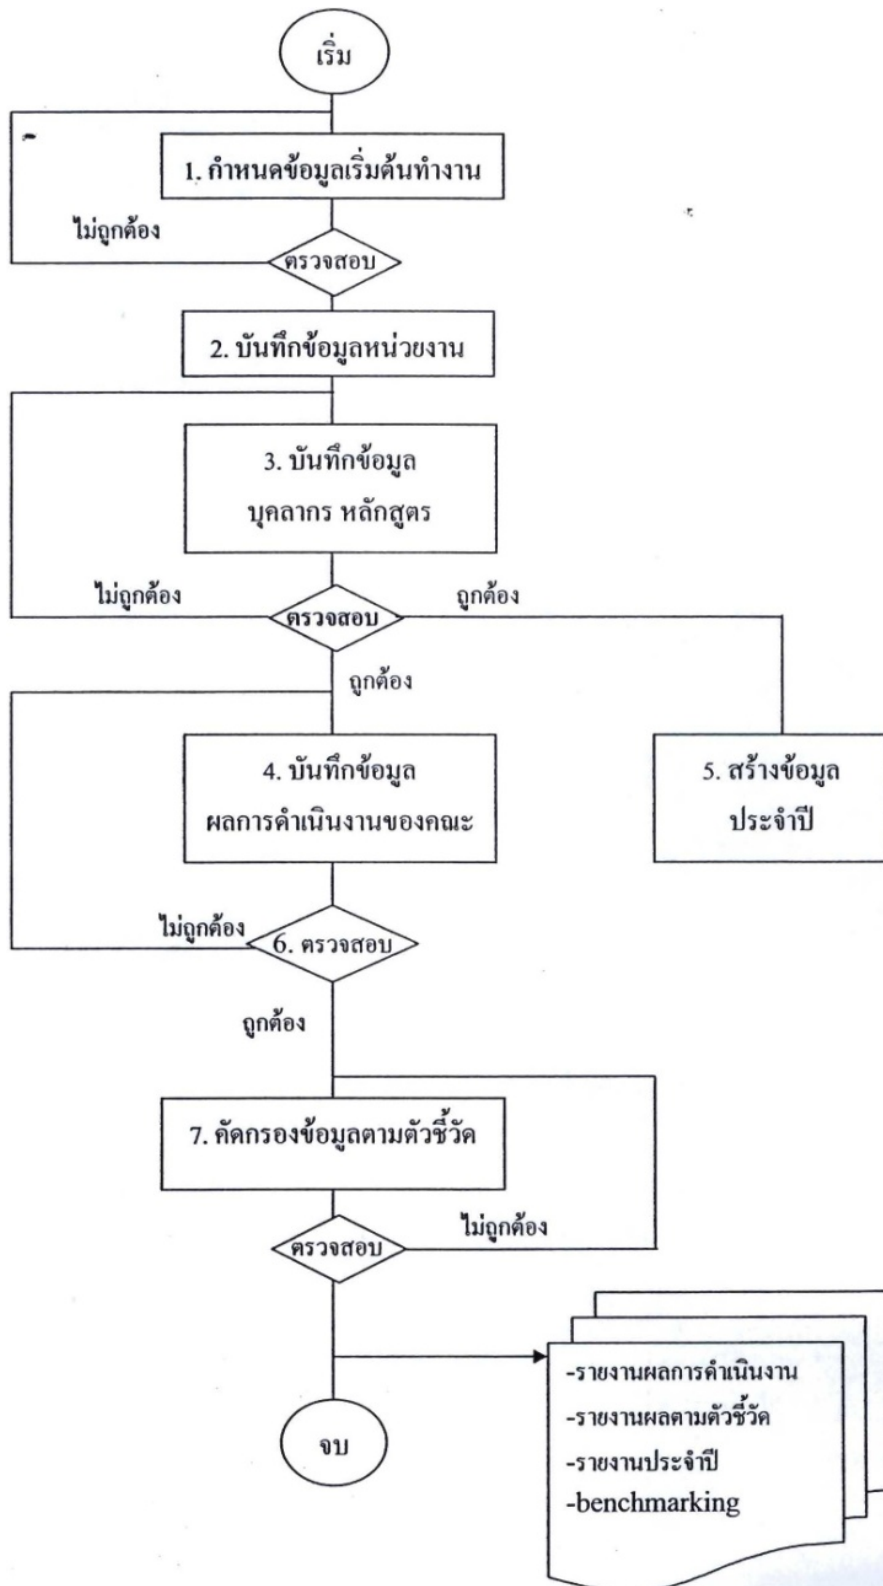 เริ่ม
1. กำหนดข้อมูลเริ่มต้นทำงาน
ไม่ถูกต้อง
ตรวจสอบ
2. บันทึกข้อมูลหน่วยงาน
3. บันทึกข้อมูล
บุคลากร หลักสูตร
ไม่ถูกต้อง
ตรวจสอบ
ถูกต้อง
ถูกต้อง
4. บันทึกข้อมูล
ผลการดำเนินงานของคณะ
5. สร้างข้อมูล
ประจำปี
ไม่ถูกต้อง
6. ตรวจสอบ
ถูกต้อง
7. คัดกรองข้อมูลตามตัวชี้วัด
ไม่ถูกต้อง
ตรวจสอบ
-รายงานผลการดำเนินงาน
-รายงานผลตามตัวชี้วัด
-รายงานประจำปี
-benchmarking
จบ